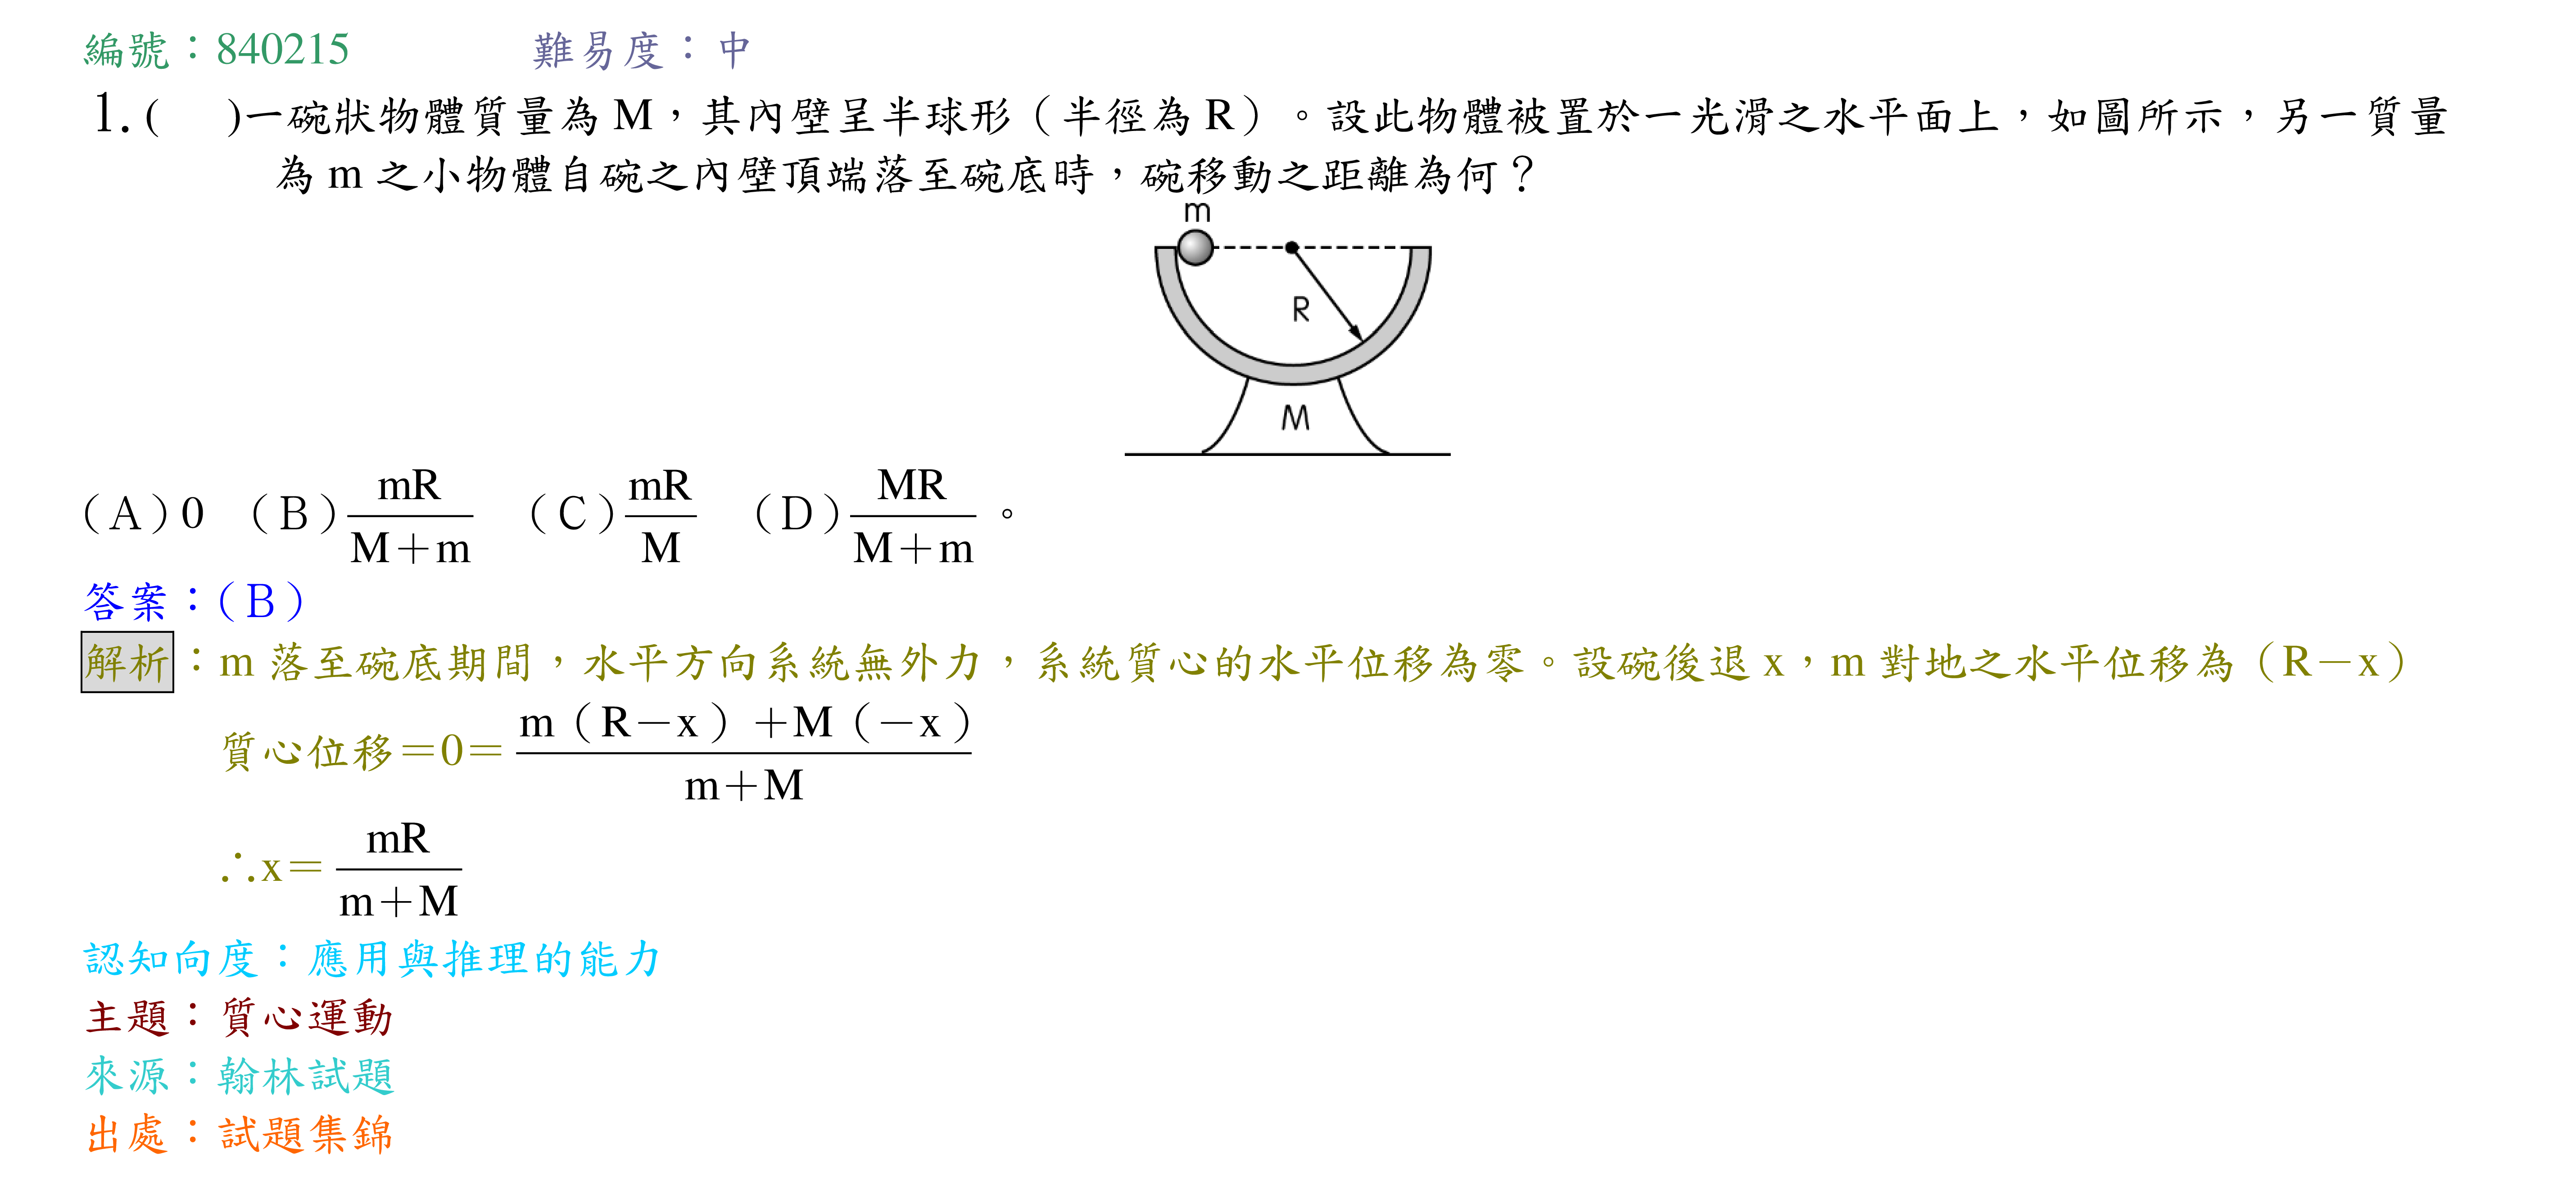 編號：840215 難易度：中
1.( )一碗狀物體質量為 M，其內壁呈半球形（半徑為 R）。設此物體被置於一光滑之水平面上，如圖所示，另一質量
為 m 之小物體自碗之內壁頂端落至碗底時，碗移動之距離為何？
m
R
M
（A）0 （B）mR/M＋m （C）mR/M （D）MR/M＋m 。
答案：（B）
解析：m 落至碗底期間，水平方向系統無外力，系統質心的水平位移為零。設碗後退 x，m 對地之水平位移為（R－x）
質心位移＝0＝m（R－x）＋M（－x）/m＋M
∴x＝mR/m＋M
認知向度：應用與推理的能力
主題：質心運動
來源：翰林試題
出處：試題集錦